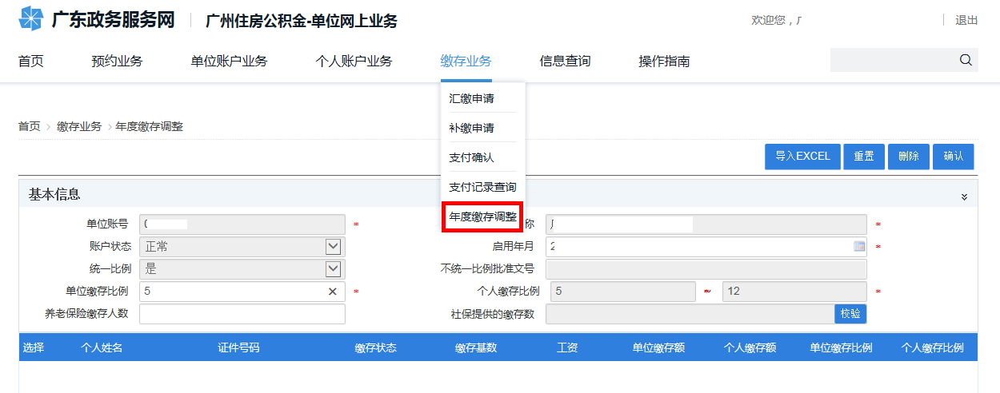 广东政务服务网 广州住房公积金-单位网上业务 欢迎您， 退出
首页 预约业务 单位账户业务 个人账户业务 缴存业务 信息查询 操作指南
汇缴申请
补缴申请
支付确认
支付记录查询
年度缴存调整
首页 > 缴存业务 > 年度缴存调整
导入EXCEL 重置 删除 确认
基本信息
单位账号 * 称 *
账户状态 正常 启用年月 2 *
统一比例 是 不统一比例批准文号
单位缴存比例 5 * 个人缴存比例 5 ~ 12 *
养老保险缴存人数 社保提供的缴存数 校验
选择 个人姓名 证件号码 缴存状态 缴存基数 工资 单位缴存额 个人缴存额 单位缴存比例 个人缴存比例